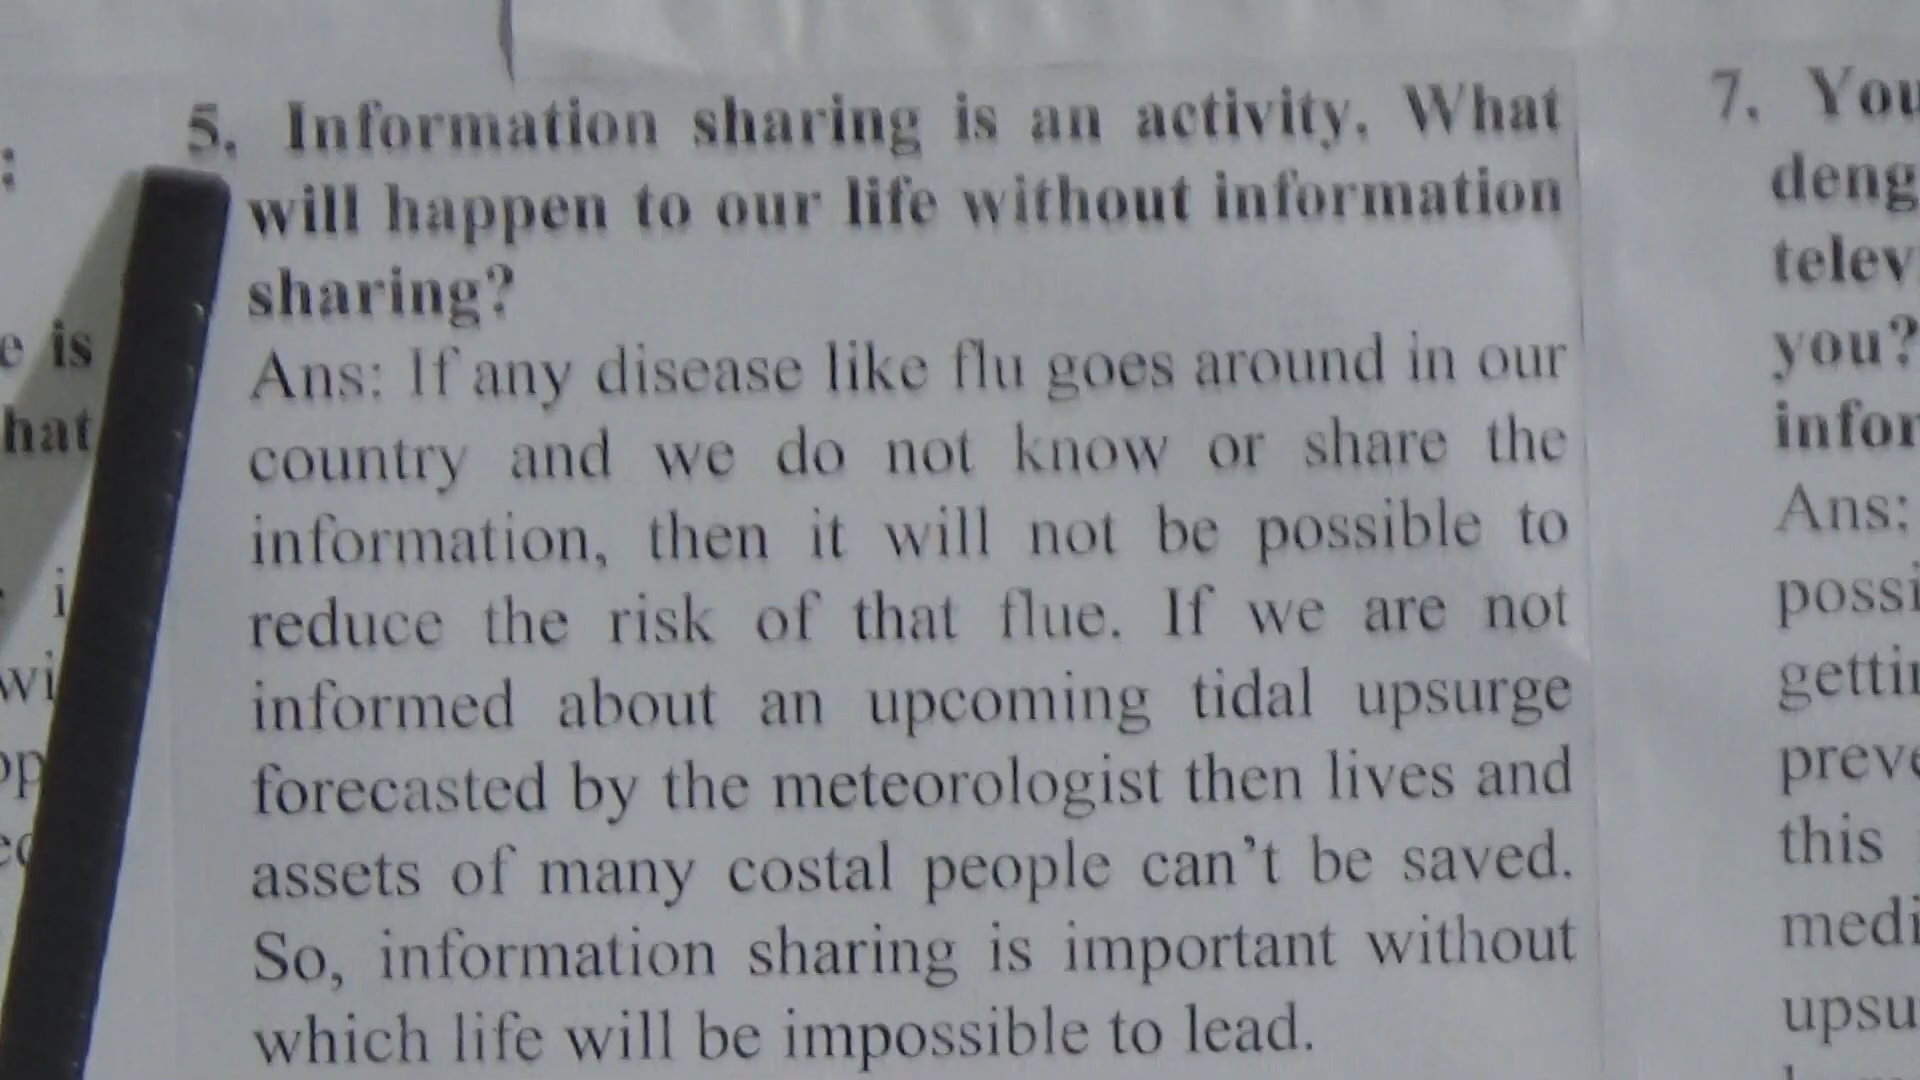 5. Information sharing is an activity. What
will happen to our life without information
sharing?
Ans: If any disease like flu goes around in our
country and we do not know or share the
information, then it will not be possible to
reduce the risk of that flue. If we are not
informed about an upcoming tidal upsurge
forecasted by the meteorologist then lives and
assets of many costal people can't be saved.
So, information sharing is important without
which life will be impossible to lead.
7. You
deng
telev
you?
infor
Ans:
possi
getti
preve
this
medi
upsu
:
e is
hat
i
wi